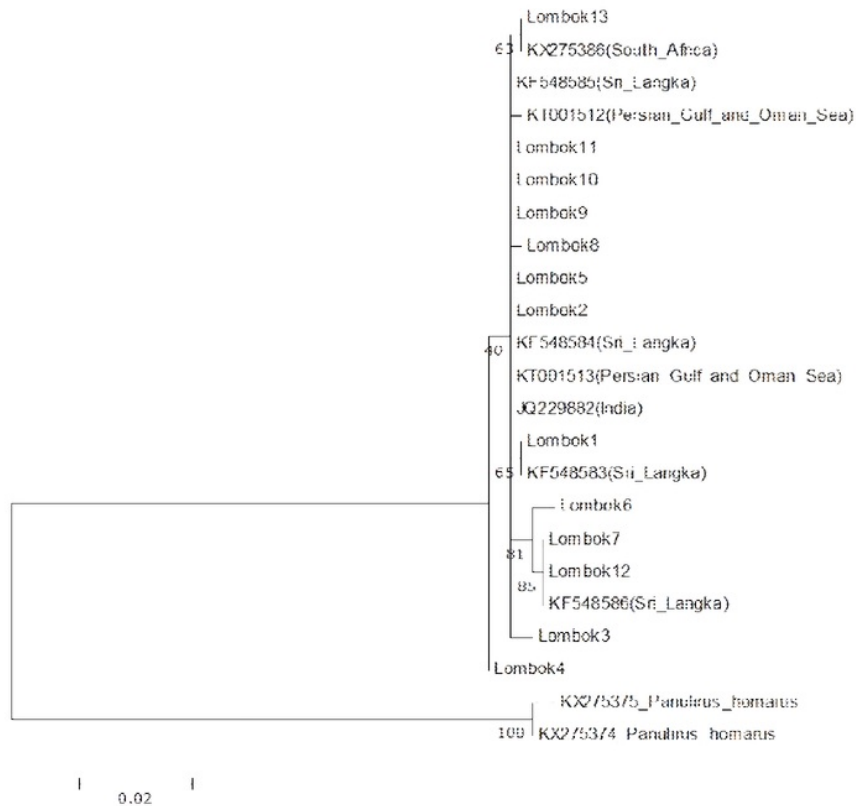 Lombok13
63
KX275386(South_Africa)
KF548585(Sri_Langka)
KT001512(Persian_Gulf_and_Oman_Sea)
Lombok11
Lombok10
Lombok9
Lombok8
Lombok5
Lombok2
40
KF548584(Sri_Langka)
KT001513(Persian Gulf and Oman Sea)
JQ229882(India)
Lombok1
65
KF548583(Sri_Langka)
Lombok6
Lombok7
81
Lombok12
85
KF548586(Sri_Langka)
Lombok3
Lombok4
KX275375_Panulirus_homarus
100
KX275374 Panulirus homarus
0.02